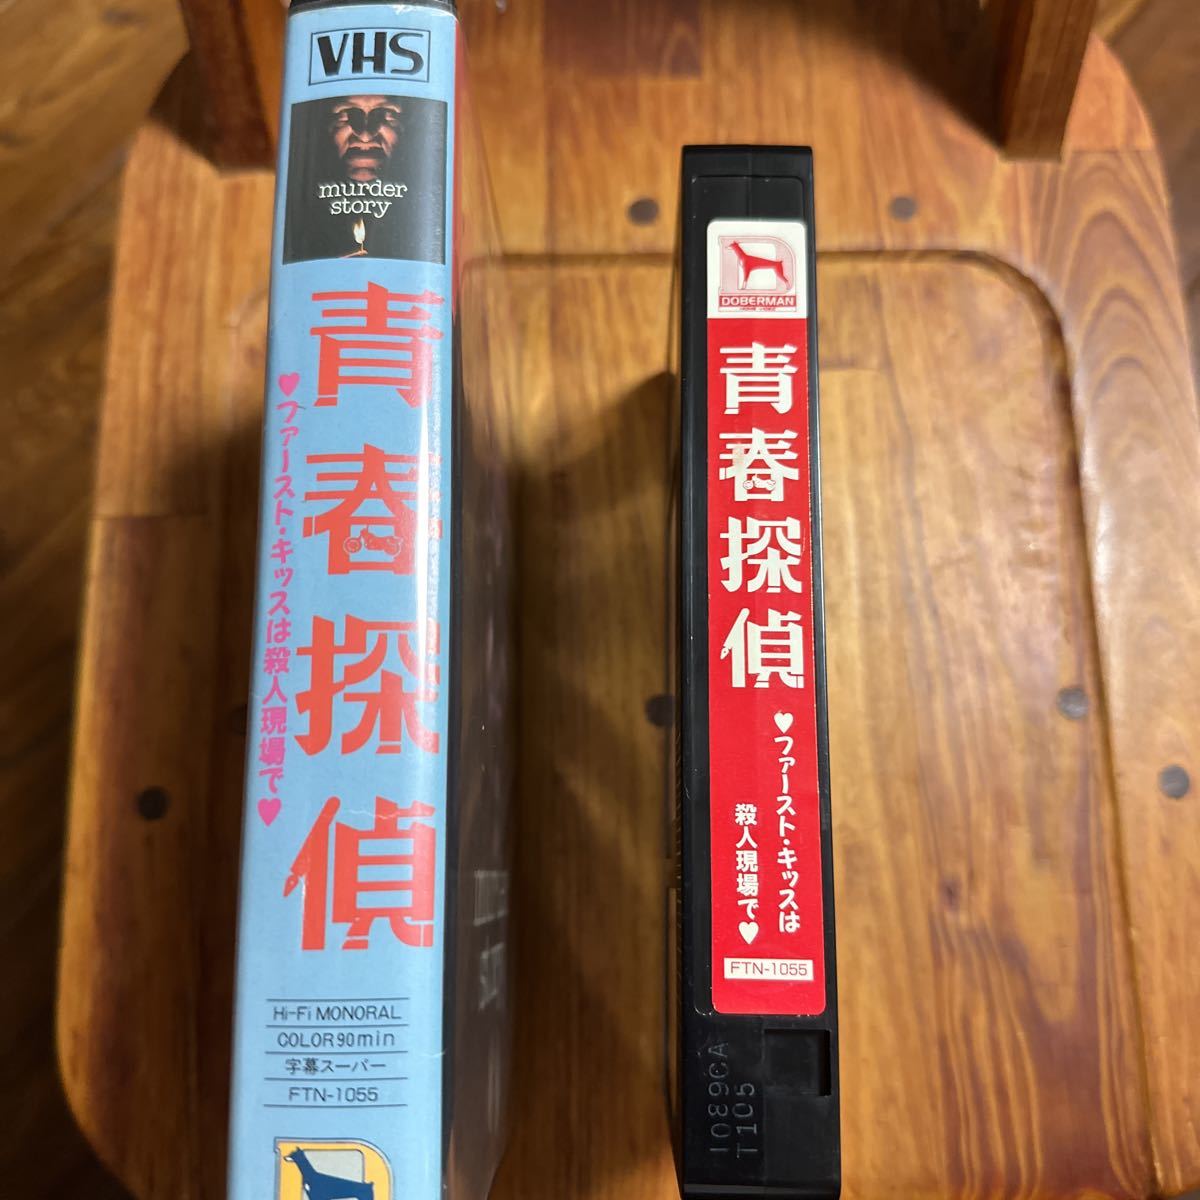 VHS
murder
story
青春探偵
♥ファースト・キッスは殺人現場で♥
Hi-Fi MONORAL
COLOR 90min
字幕スーパー
FTN-1055
DOBERMAN
青春探偵
♥ファースト・キッスは
殺人現場で♥
FTN-1055
1089CA
T105